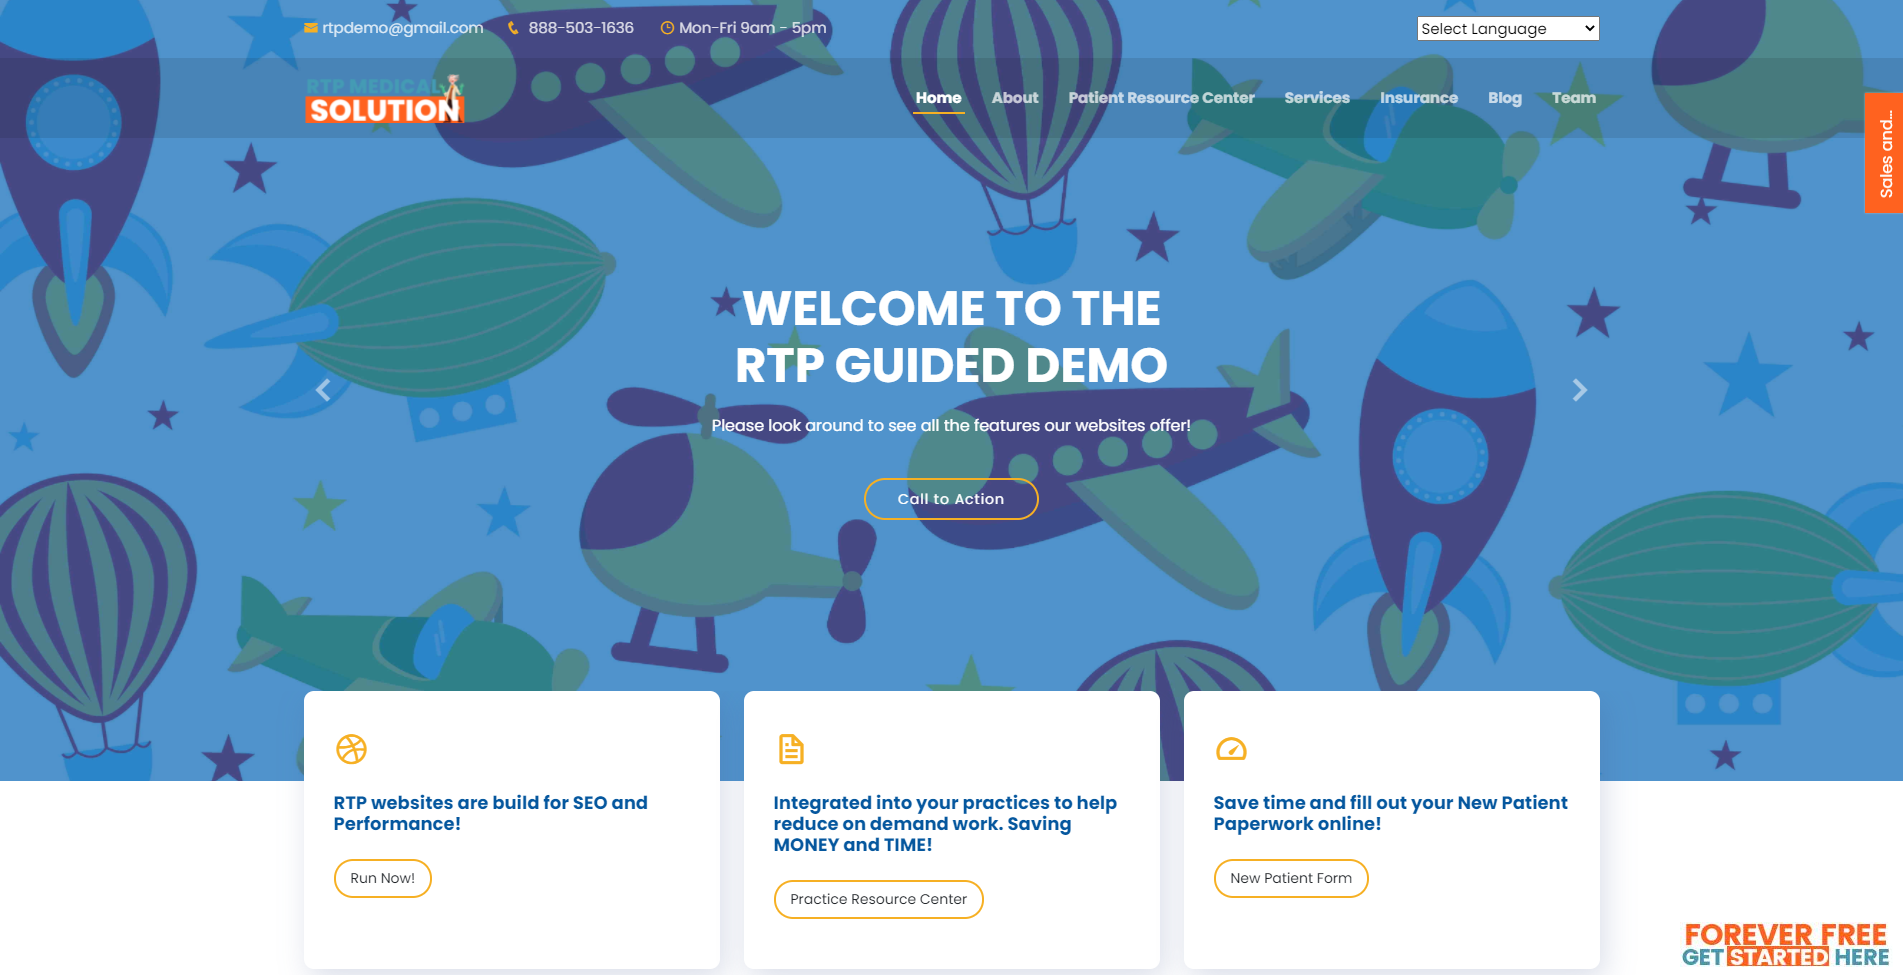 rtpdemo@gmail.com 888-503-1636 Mon-Fri 9am - 5pm Select Language
RTP MEDICAL
SOLUTION
Home About Patient Resource Center Services Insurance Blog Team
Sales and...
WELCOME TO THE
RTP GUIDED DEMO
Please look around to see all the features our websites offer!
Call to Action
RTP websites are build for SEO and
Performance!
Run Now!
Integrated into your practices to help
reduce on demand work. Saving
MONEY and TIME!
Practice Resource Center
Save time and fill out your New Patient
Paperwork online!
New Patient Form
FOREVER FREE
GET STARTED HERE